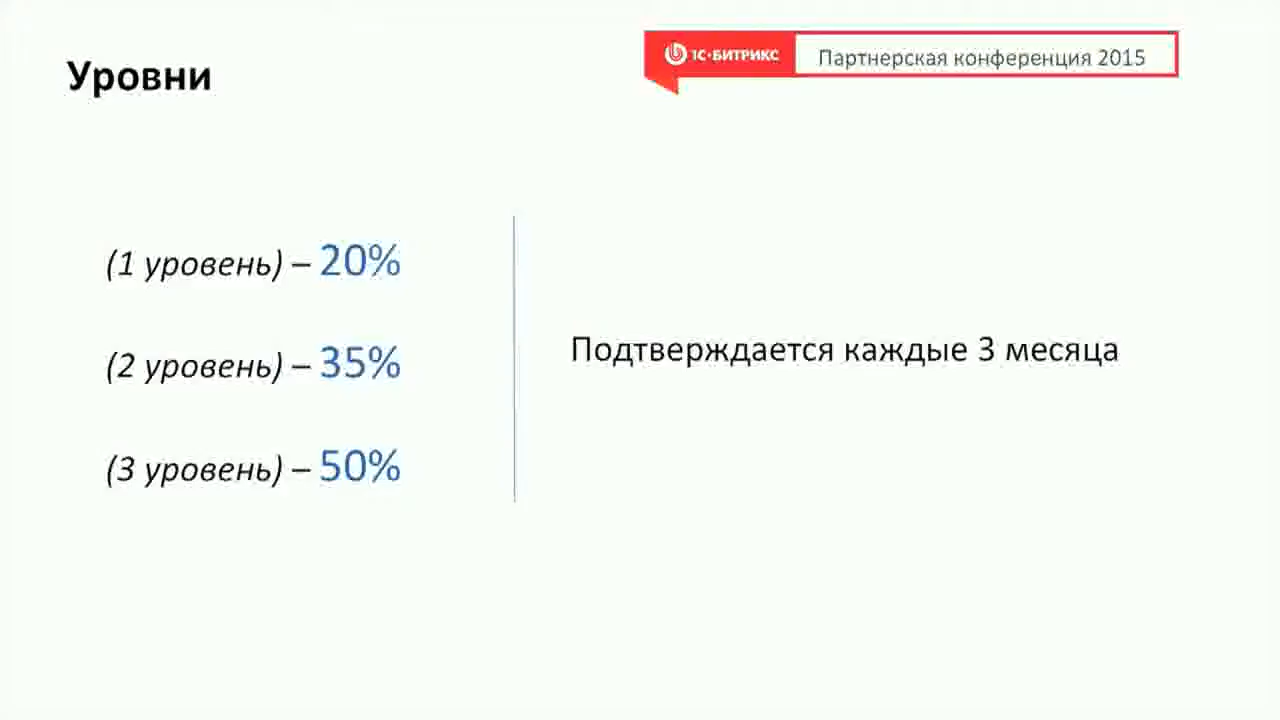 Уровни
1С•БИТРИКС Партнерская конференция 2015
(1 уровень) – 20%
(2 уровень) – 35%
(3 уровень) – 50%
Подтверждается каждые 3 месяца